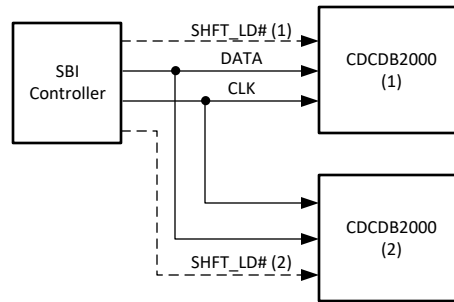 SHFT_LD# (1)
SBI
Controller
DATA
CLK
CDCDB2000
(1)
CDCDB2000
(2)
SHFT_LD# (2)